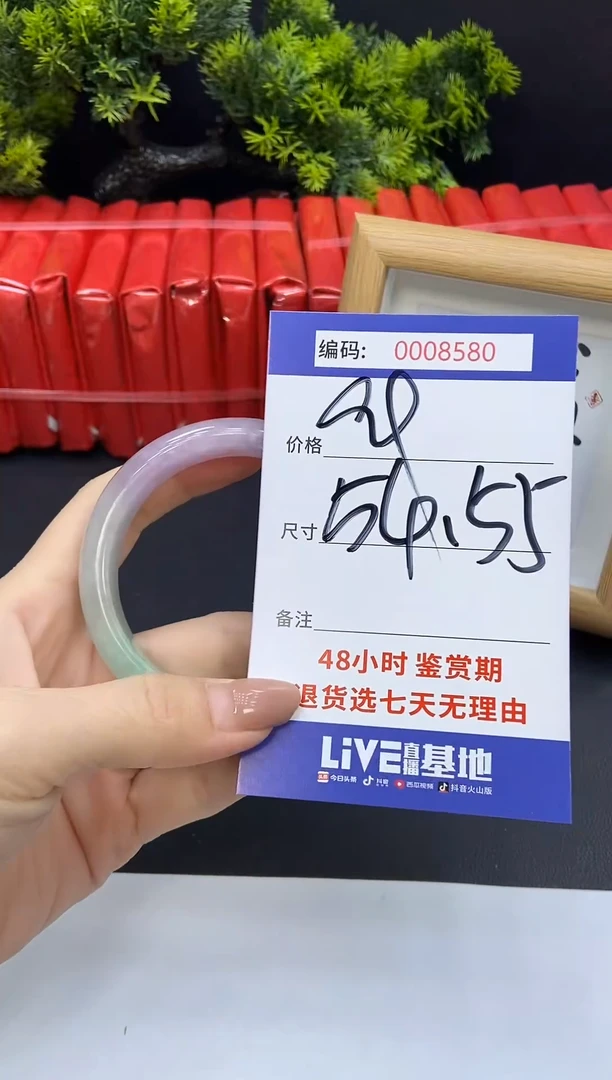 编码: 0008580
价格
尺寸 54.55
备注
48小时 鉴赏期
退货选七天无理由
LiVE直播基地
今日头条 抖音 西瓜视频 抖音火山版